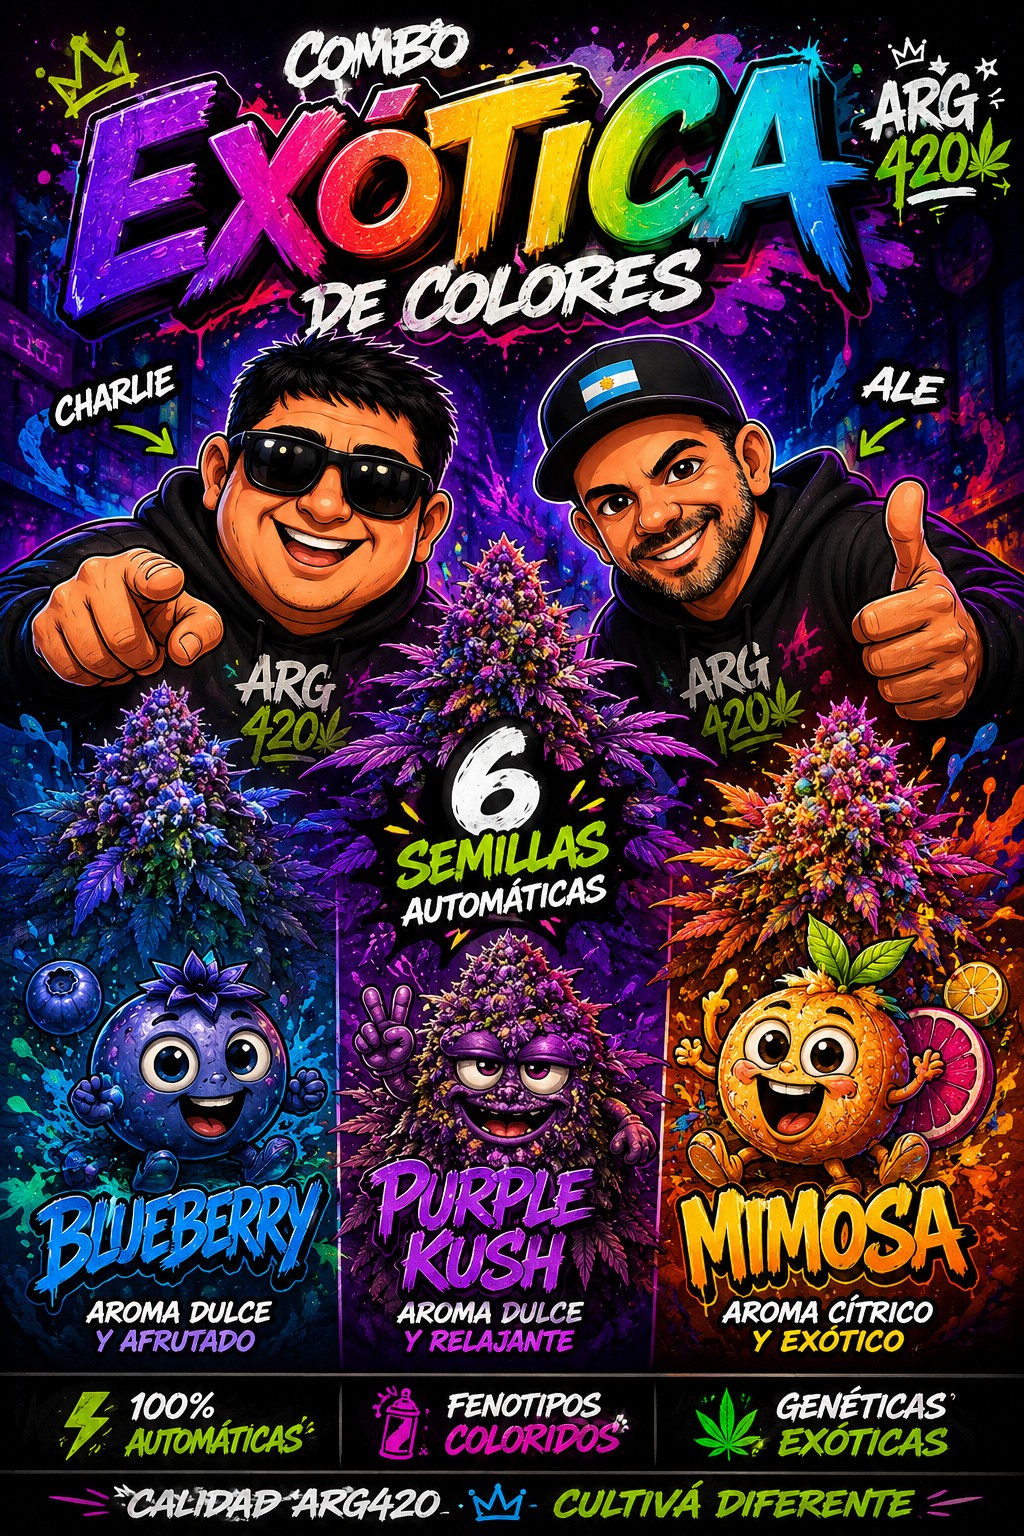 COMBO
EXÓTICA
DE COLORES
ARG
420
CHARLIE
ALE
ARG
420
ARG
420
6
SEMILLAS
AUTOMÁTICAS
BLUEBERRY
AROMA DULCE
Y AFRUTADO
PURPLE
KUSH
AROMA DULCE
Y RELAJANTE
MIMOSA
AROMA CÍTRICO
Y EXÓTICO
100%
AUTOMÁTICAS
FENOTIPOS
COLORIDOS
GENÉTICAS
EXÓTICAS
CALIDAD ARG420
CULTIVÁ DIFERENTE